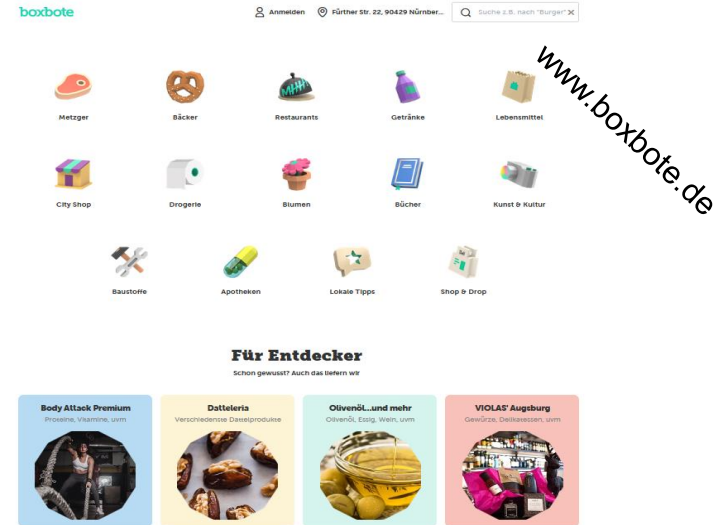 boxbote
Anmelden
Fürther Str. 22, 90429 Nürnber...
Suche z.B. nach "Burger"
www.boxbote.de
Metzger
Bäcker
Restaurants
Getränke
Lebensmittel
City Shop
Drogerie
Blumen
Bücher
Kunst & Kultur
Baustoffe
Apotheken
Lokale Tipps
Shop & Drop
Für Entdecker
Schon gewusst? Auch das liefern wir
Body Attack Premium
Proteine, Vitamine, uvm
Datteleria
Verschiedenste Dattelprodukte
Olivenöl...und mehr
Olivenöl, Essig, Wein, uvm
VIOLAS' Augsburg
Gewürze, Delikatessen, uvm